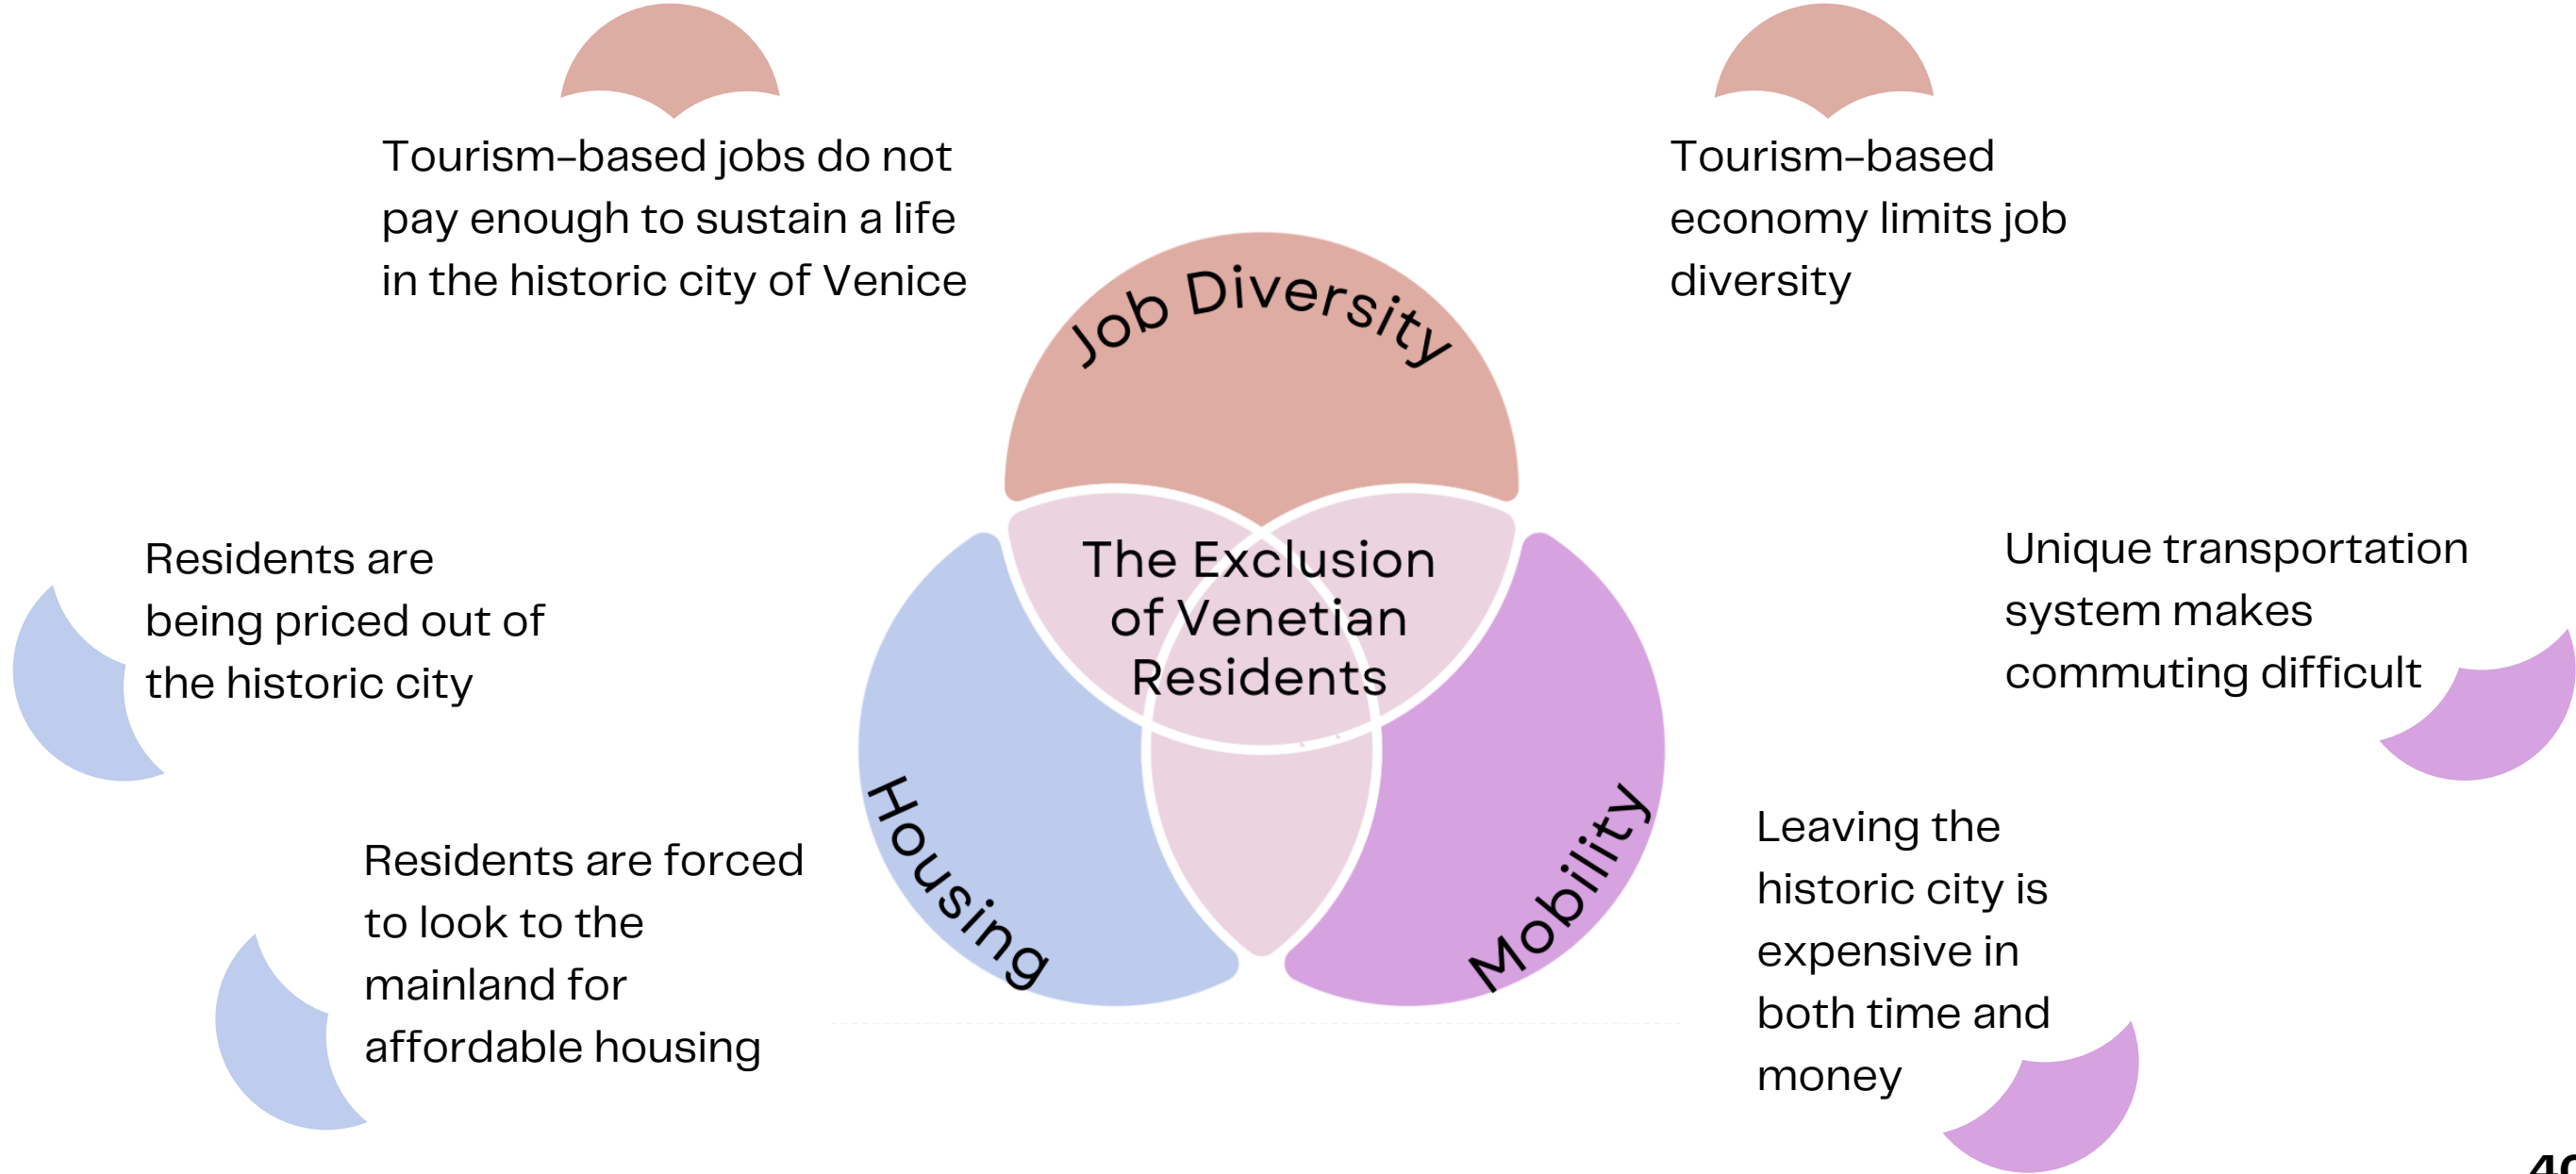 Tourism-based jobs do not
pay enough to sustain a life
in the historic city of Venice
Tourism-based
economy limits job
diversity
Job Diversity
The Exclusion
of Venetian
Residents
Housing
Mobility
Residents are
being priced out of
the historic city
Unique transportation
system makes
commuting difficult
Residents are forced
to look to the
mainland for
affordable housing
Leaving the
historic city is
expensive in
both time and
money